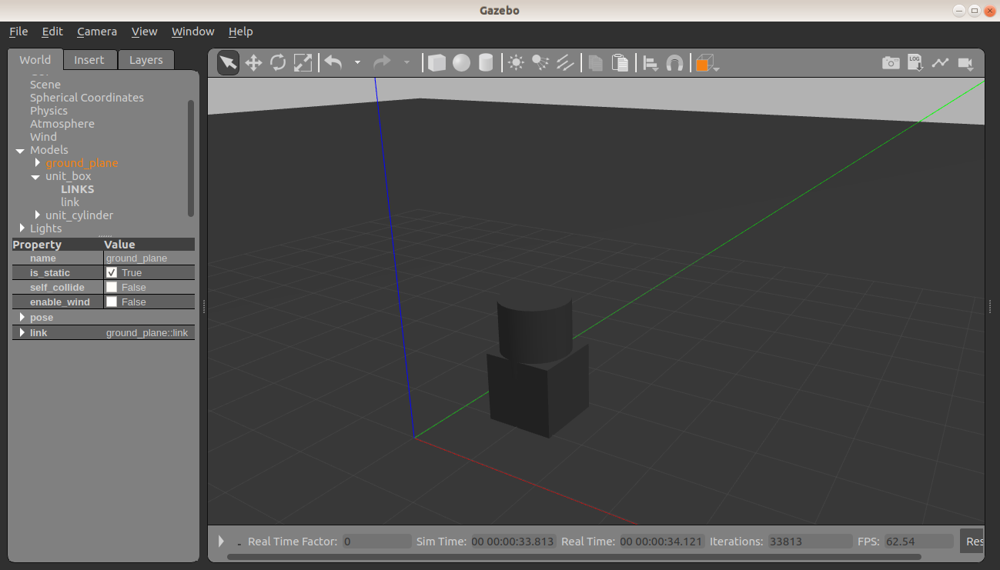 Gazebo
File Edit Camera View Window Help
World Insert Layers
LOG
Scene
Spherical Coordinates
Physics
Atmosphere
Wind
Models
ground_plane
unit_box
LINKS
link
unit_cylinder
Lights
Property Value
name ground_plane
is_static True
self_collide False
enable_wind False
pose
link ground_plane::link
Real Time Factor: 0 Sim Time: 00 00:00:33.813 Real Time: 00 00:00:34.121 Iterations: 33813 FPS: 62.54 Res